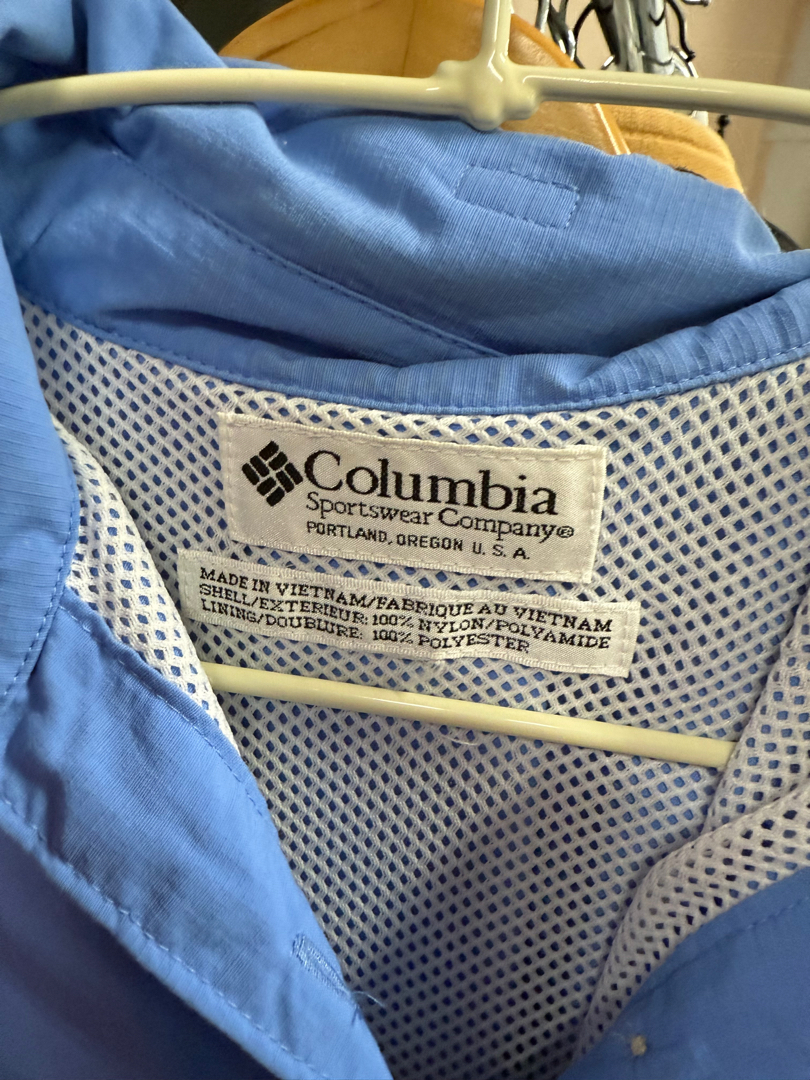 Columbia
Sportswear Company®
PORTLAND, OREGON U. S. A.
MADE IN VIETNAM/FABRIQUE AU VIETNAM
SHELL/EXTERIEUR: 100% NYLON/POLYAMIDE
LINING/DOUBLURE: 100% POLYESTER